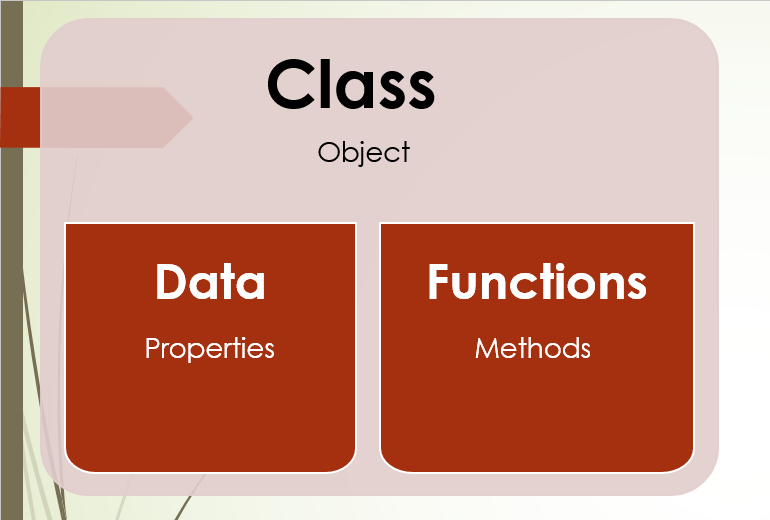 Class
Object
Data
Properties
Functions
Methods